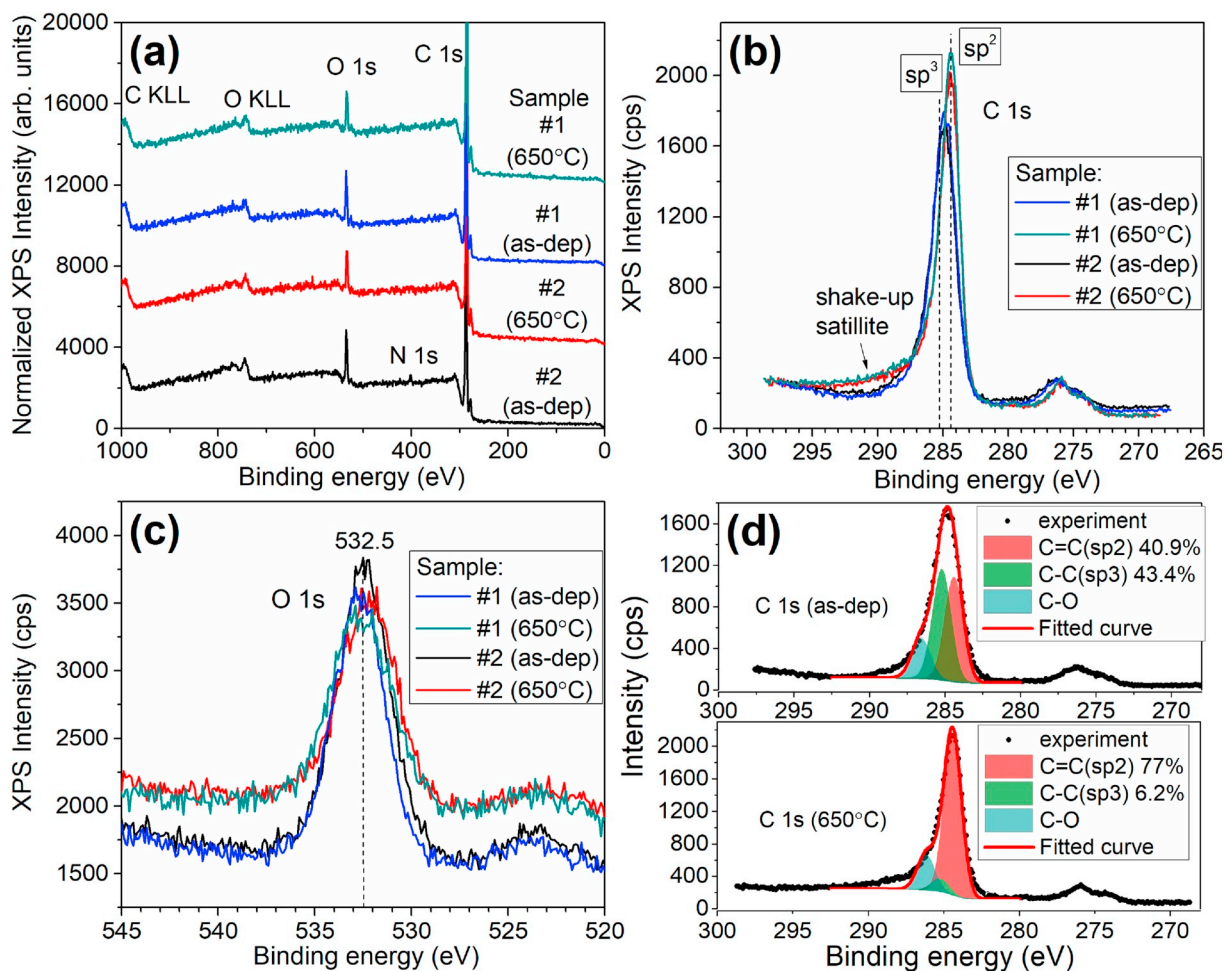 (a)
Normalized XPS Intensity (arb. units)
20000
16000
12000
8000
4000
0
C KLL
O KLL
O 1s
C 1s
N 1s
Sample
#1
(650°C)
#1
(as-dep)
#2
(650°C)
#2
(as-dep)
1000 800 600 400 200 0
Binding energy (eV)
(b)
XPS Intensity (cps)
2000
1600
1200
800
400
0
sp3
sp2
C 1s
Sample:
#1 (as-dep)
#1 (650°C)
#2 (as-dep)
#2 (650°C)
shake-up
satillite
300 295 290 285 280 275 270 265
Binding energy (eV)
(c)
XPS Intensity (cps)
4000
3500
3000
2500
2000
1500
532.5
O 1s
Sample:
#1 (as-dep)
#1 (650°C)
#2 (as-dep)
#2 (650°C)
545 540 535 530 525 520
Binding energy (eV)
(d)
Intensity (cps)
1600
1200
800
400
0
C 1s (as-dep)
experiment
C=C(sp2) 40.9%
C-C(sp3) 43.4%
C-O
Fitted curve
300 295 290 285 280 275 270
2000
1600
1200
800
400
0
C 1s (650°C)
experiment
C=C(sp2) 77%
C-C(sp3) 6.2%
C-O
Fitted curve
300 295 290 285 280 275 270
Binding energy (eV)